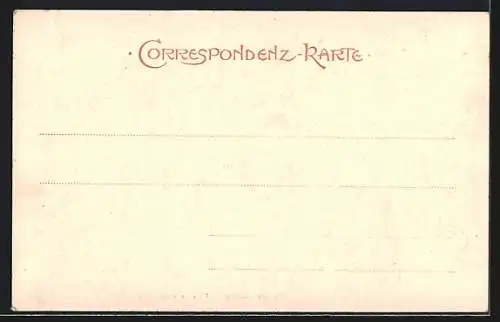 · CORRESPONDENZ-KARTE ·